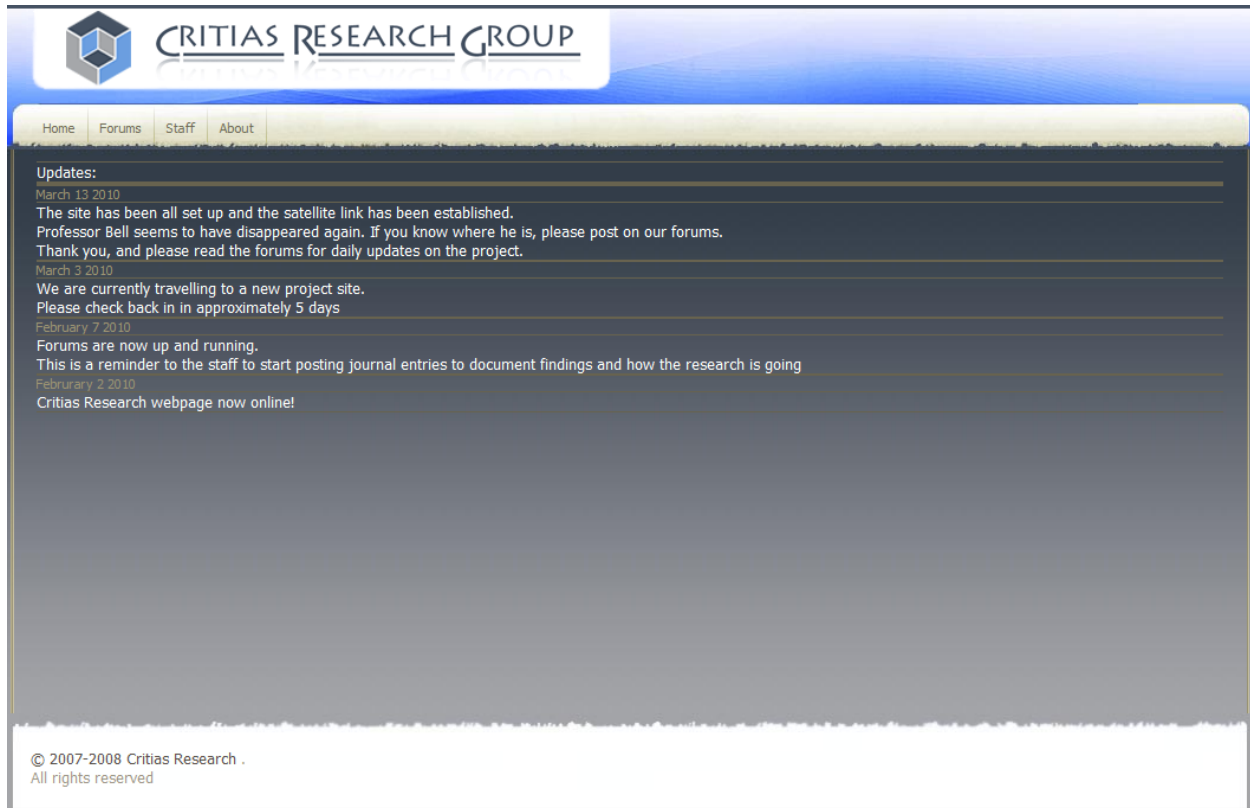 CRITIAS RESEARCH GROUP
Home Forums Staff About
Updates:
March 13 2010
The site has been all set up and the satellite link has been established.
Professor Bell seems to have disappeared again. If you know where he is, please post on our forums.
Thank you, and please read the forums for daily updates on the project.
March 3 2010
We are currently travelling to a new project site.
Please check back in in approximately 5 days
February 7 2010
Forums are now up and running.
This is a reminder to the staff to start posting journal entries to document findings and how the research is going
Februrary 2 2010
Critias Research webpage now online!
© 2007-2008 Critias Research .
All rights reserved